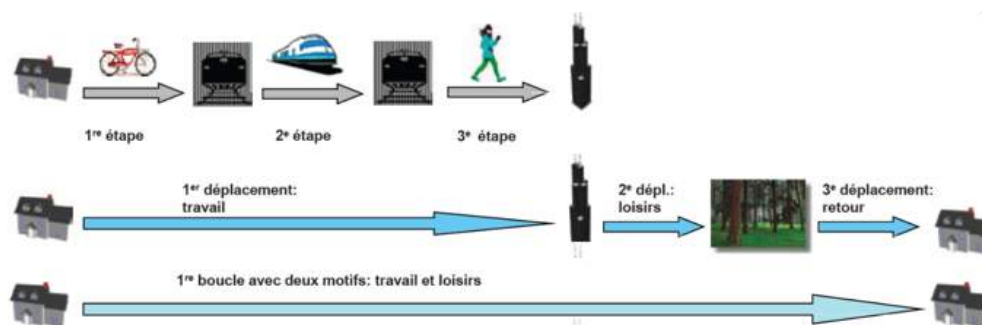 1re étape
2e étape
3e étape
1er déplacement:
travail
2e dépl.:
loisirs
3e déplacement:
retour
1re boucle avec deux motifs: travail et loisirs